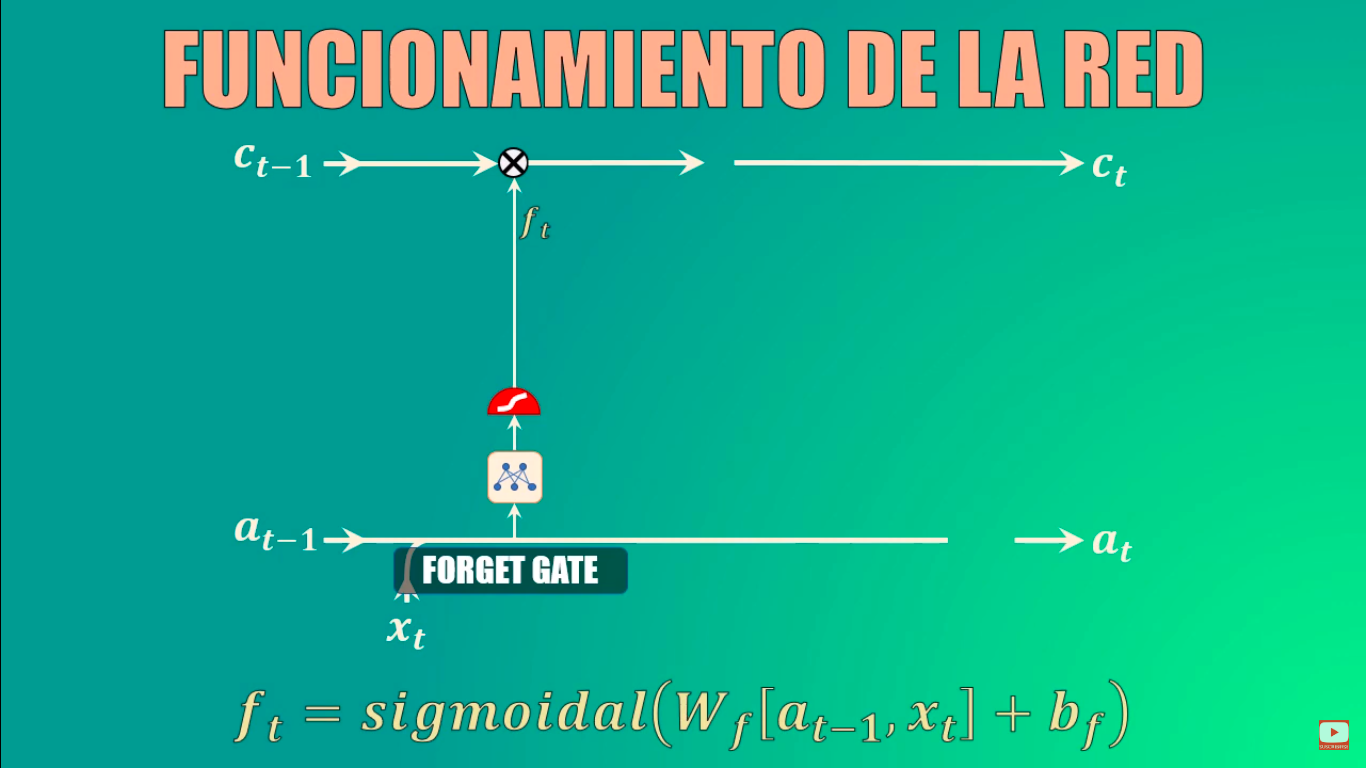 FUNCIONAMIENTO DE LA RED
c_{t-1}
c_t
f_t
a_{t-1}
a_t
FORGET GATE
x_t
f_t = sigmoidal(W_f[a_{t-1}, x_t] + b_f)
SUSCRIBIRSE